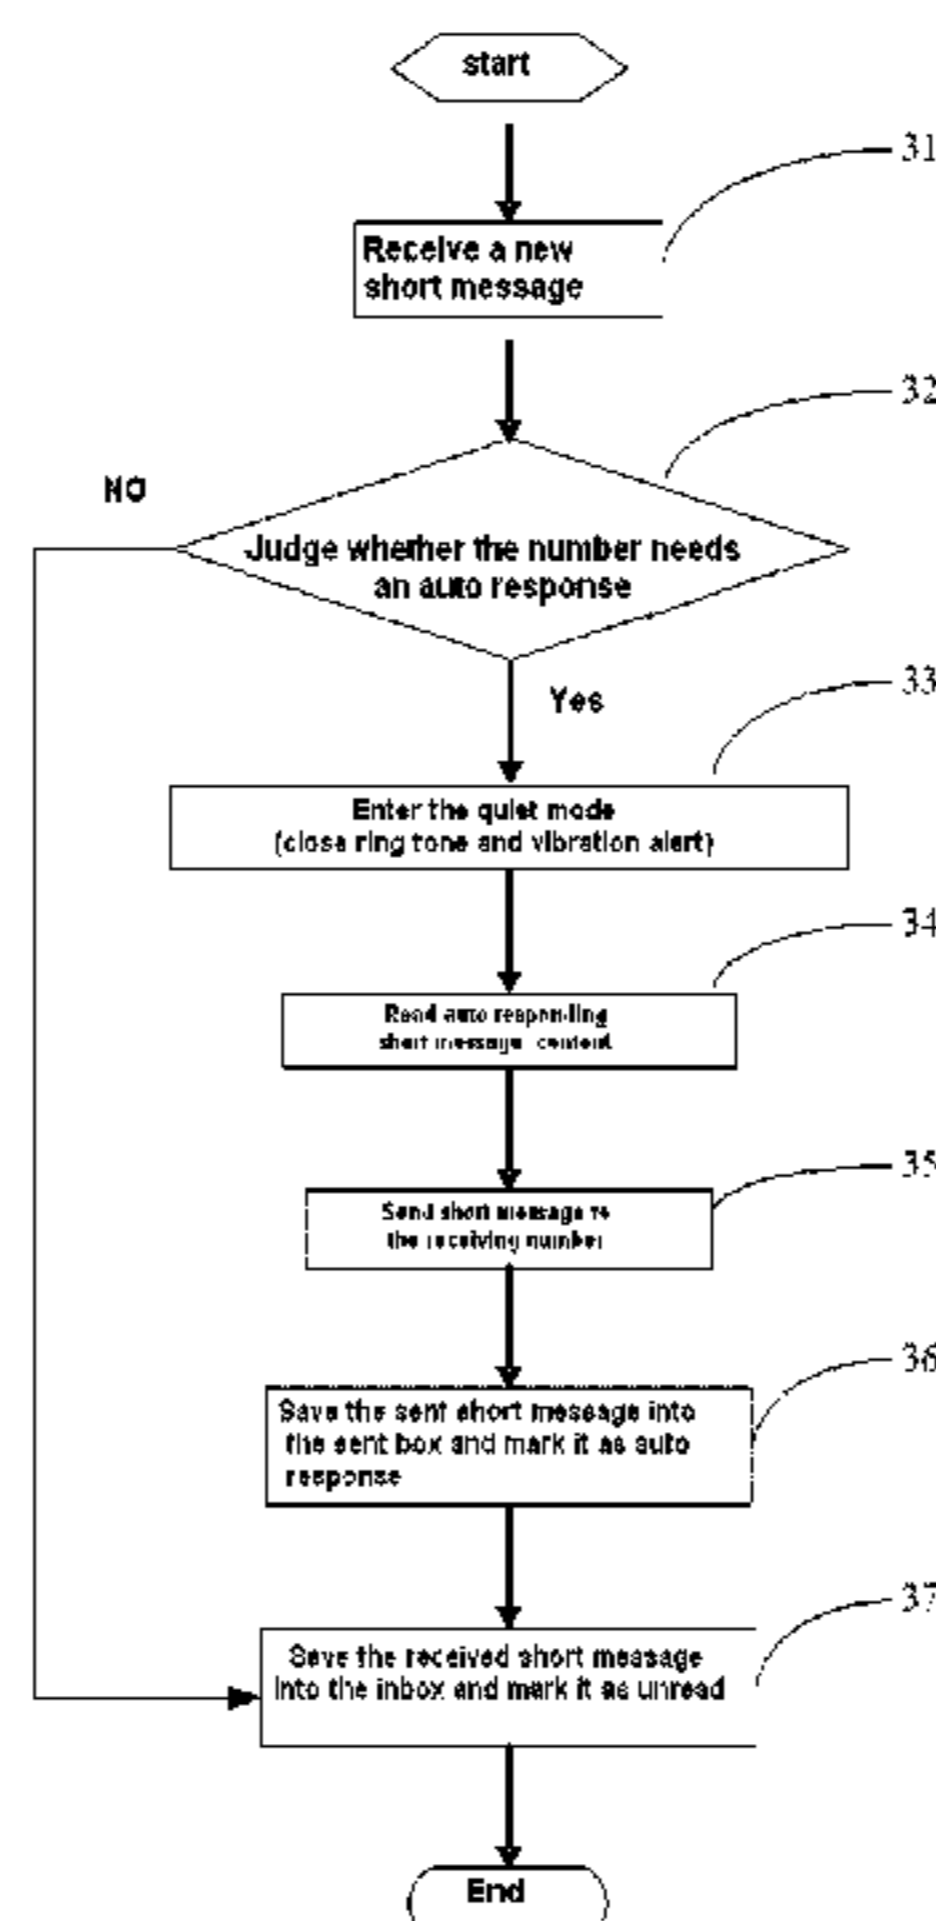 start
31
Receive a new
short message
32
NO
Judge whether the number needs
an auto response
Yes
33
Enter the quiet mode
(close ring tone and vibration alert)
34
Read auto responding
short message content
35
Send short message to
the receiving number
36
Save the sent short message into
the sent box and mark it as auto
response
37
Save the received short message
into the inbox and mark it as unread
End